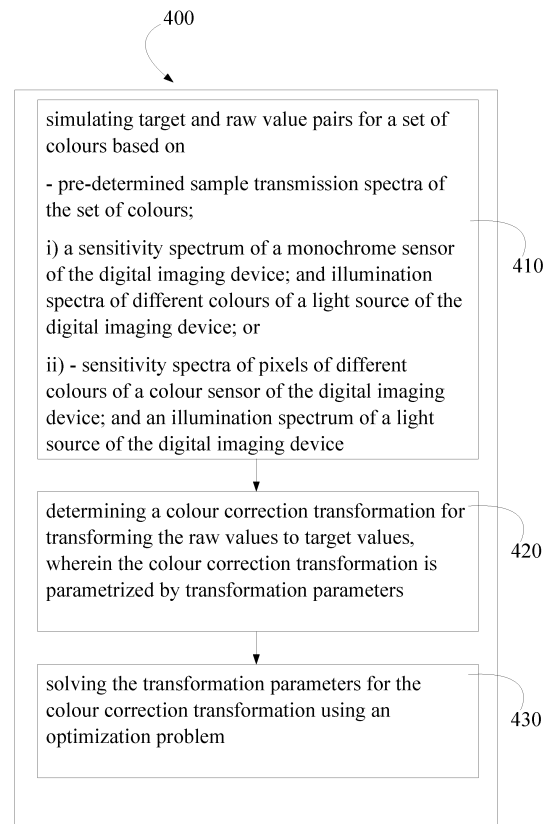 400
simulating target and raw value pairs for a set of
colours based on
- pre-determined sample transmission spectra of
the set of colours;
i) a sensitivity spectrum of a monochrome sensor
of the digital imaging device; and illumination
spectra of different colours of a light source of the
digital imaging device; or
410
ii) - sensitivity spectra of pixels of different
colours of a colour sensor of the digital imaging
device; and an illumination spectrum of a light
source of the digital imaging device
determining a colour correction transformation for
transforming the raw values to target values,
wherein the colour correction transformation is
parametrized by transformation parameters
420
solving the transformation parameters for the
colour correction transformation using an
optimization problem
430